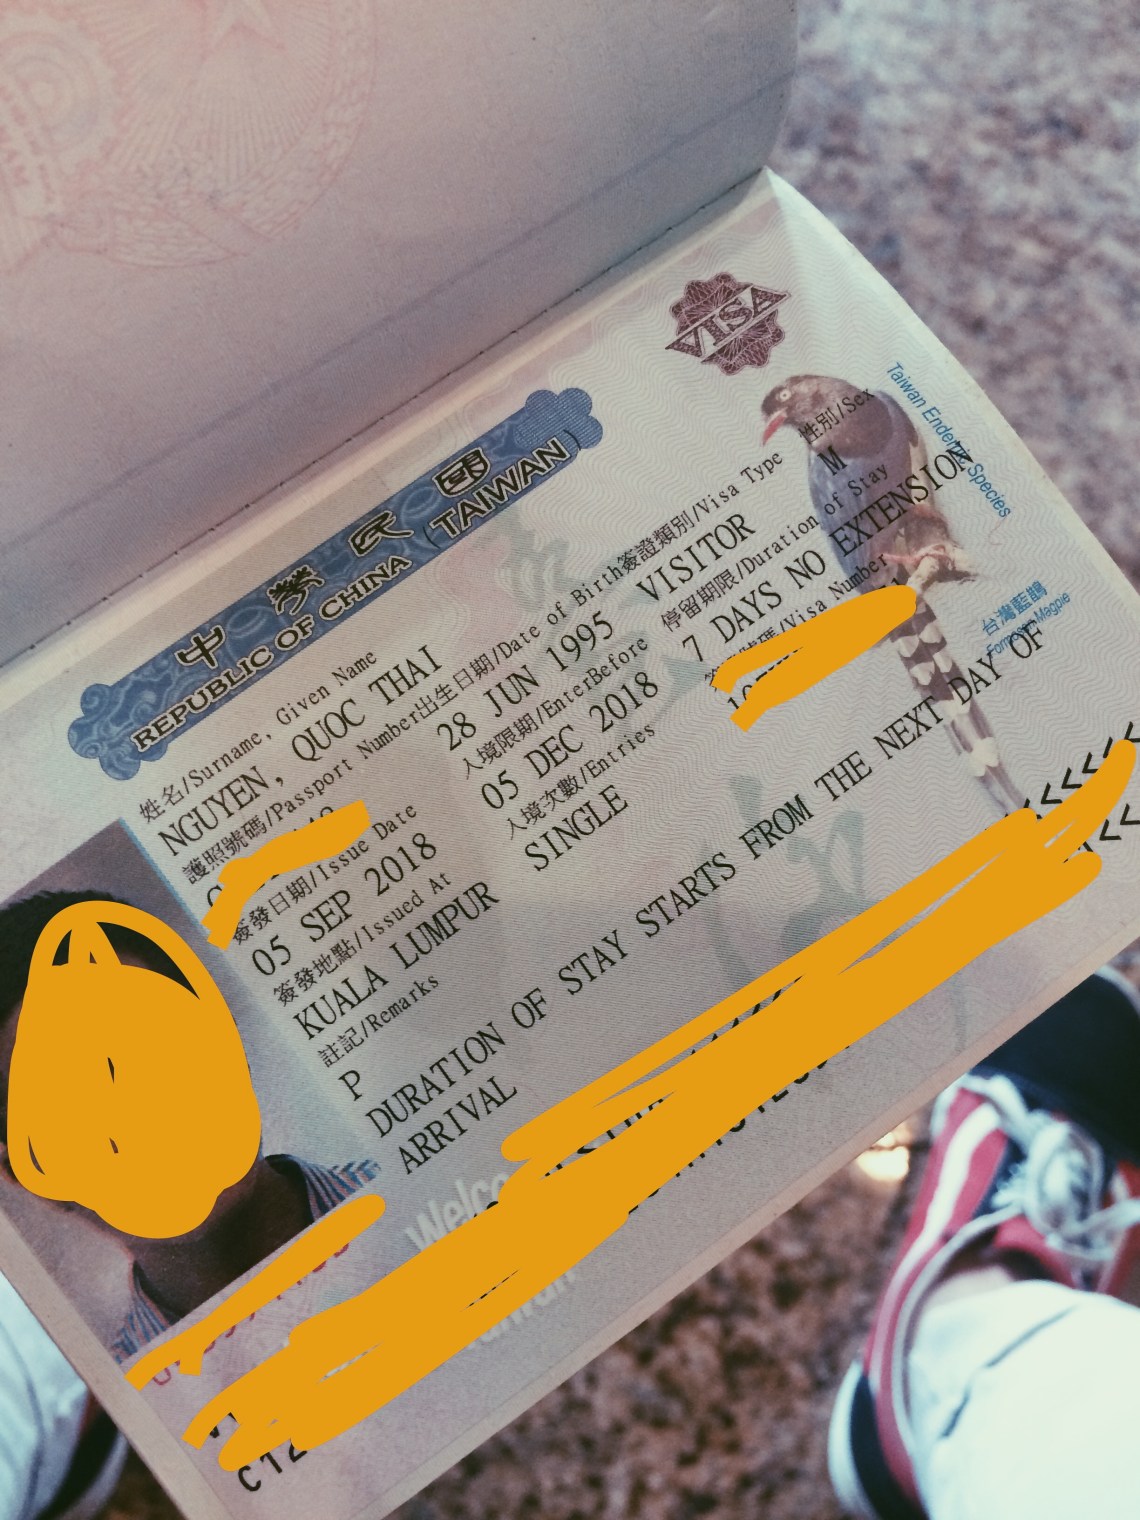 VISA
中華民國
REPUBLIC OF CHINA (TAIWAN)
Taiwan Endemic Species
姓名/Surname, Given Name
性別/Sex
NGUYEN, QUOC THAI
M
護照號碼/Passport Number
出生日期/Date of Birth
簽證類別/Visa Type
28 JUN 1995
VISITOR
簽發日期/Issue Date
入境限期/EnterBefore
停留期限/Duration of Stay
05 SEP 2018
05 DEC 2018
7 DAYS NO EXTENSION
簽發地點/Issued At
入境次數/Entries
號碼/Visa Number
KUALA LUMPUR
SINGLE
台灣藍鵲
Formosan Magpie
註記/Remarks
P
DURATION OF STAY STARTS FROM THE NEXT DAY OF
ARRIVAL